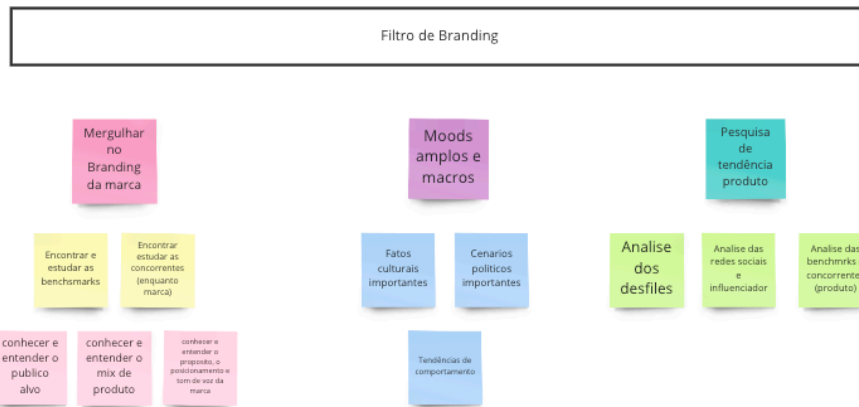 Filtro de Branding
Mergulhar
no
Branding
da marca
Moods
amplos e
macros
Pesquisa
de
tendência
produto
Encontrar e
estudar as
benchsmarks
Encontrar
estudar as
concorrentes
(enquanto
marca)
Fatos
culturais
importantes
Cenarios
politicos
importantes
Analise
dos
desfiles
Analise das
redes sociais
e
influenciador
Analise das
benchmrks
concorrente
(produto)
conhecer e
entender o
publico
alvo
conhecer e
entender o
mix de
produto
conhecer e
entender o
proposito, o
posicionamento e
tom de voz da
marca
Tendências de
comportamento